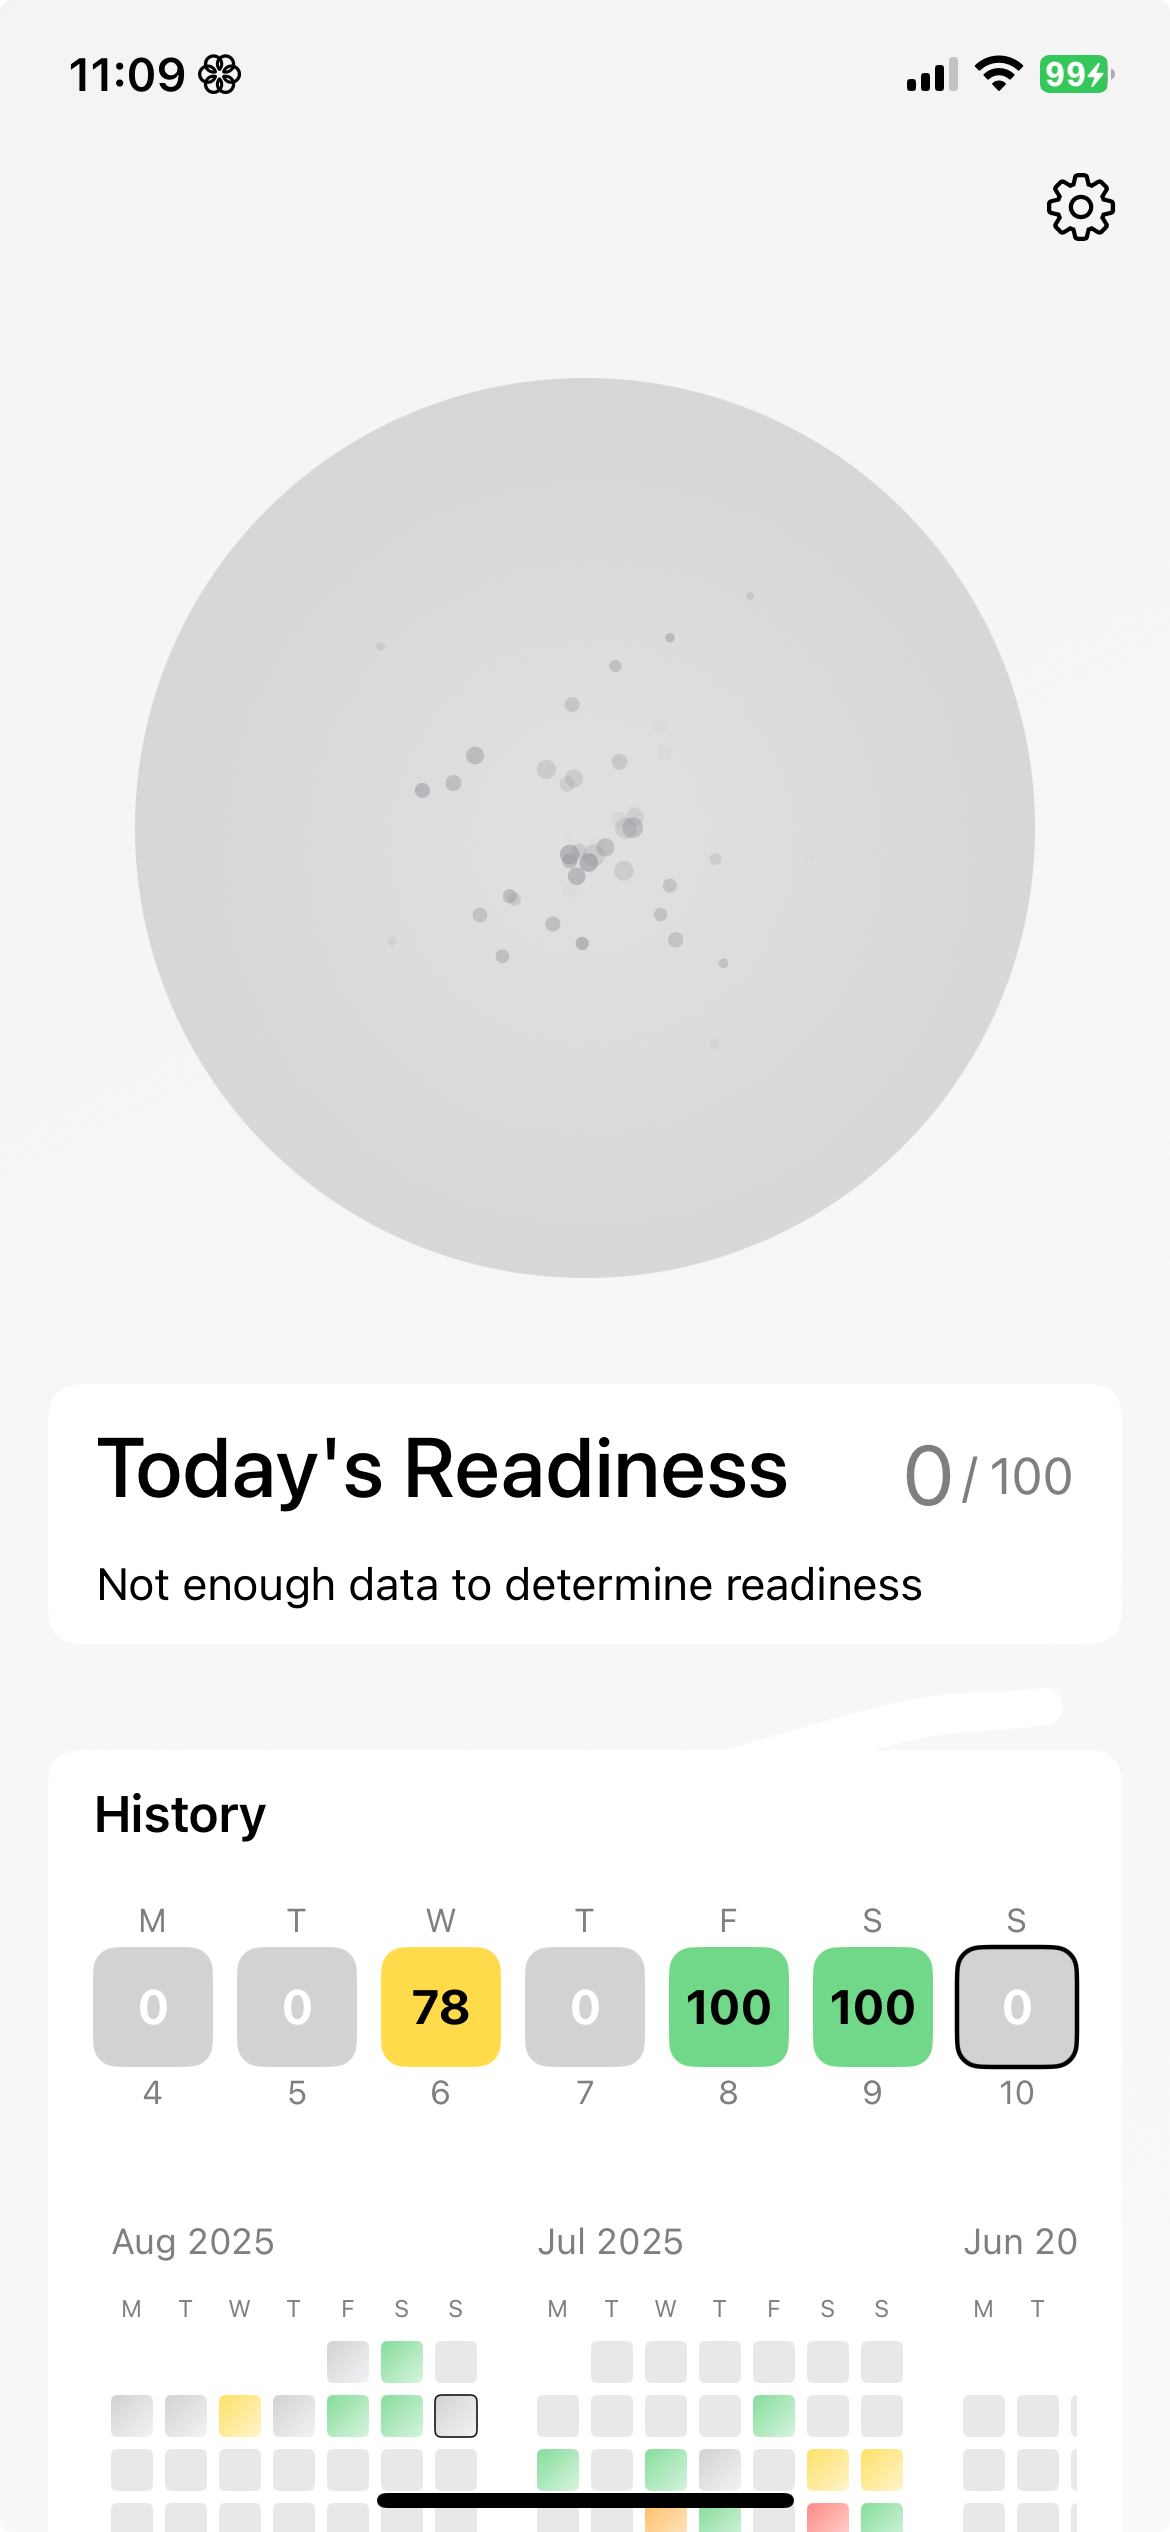 11:09 99
Today's Readiness 0 / 100
Not enough data to determine readiness
History
M T W T F S S
0 0 78 0 100 100 0
4 5 6 7 8 9 10
Aug 2025 Jul 2025 Jun 20
M T W T F S S M T W T F S S M T